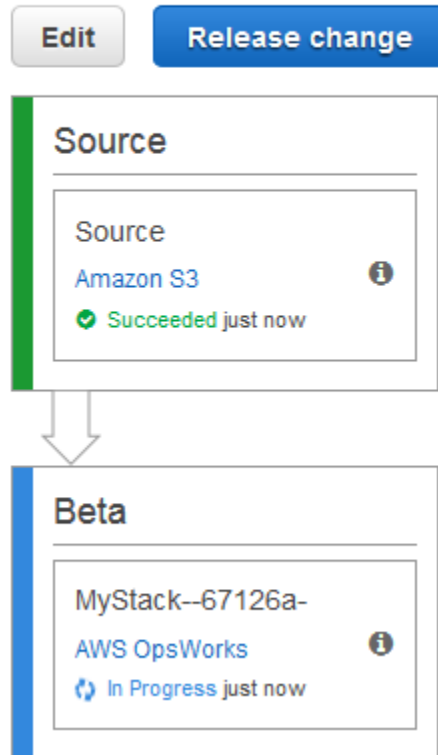 Edit
Release change
Source
Source
Amazon S3
Succeeded just now
Beta
MyStack--67126a-
AWS OpsWorks
In Progress just now